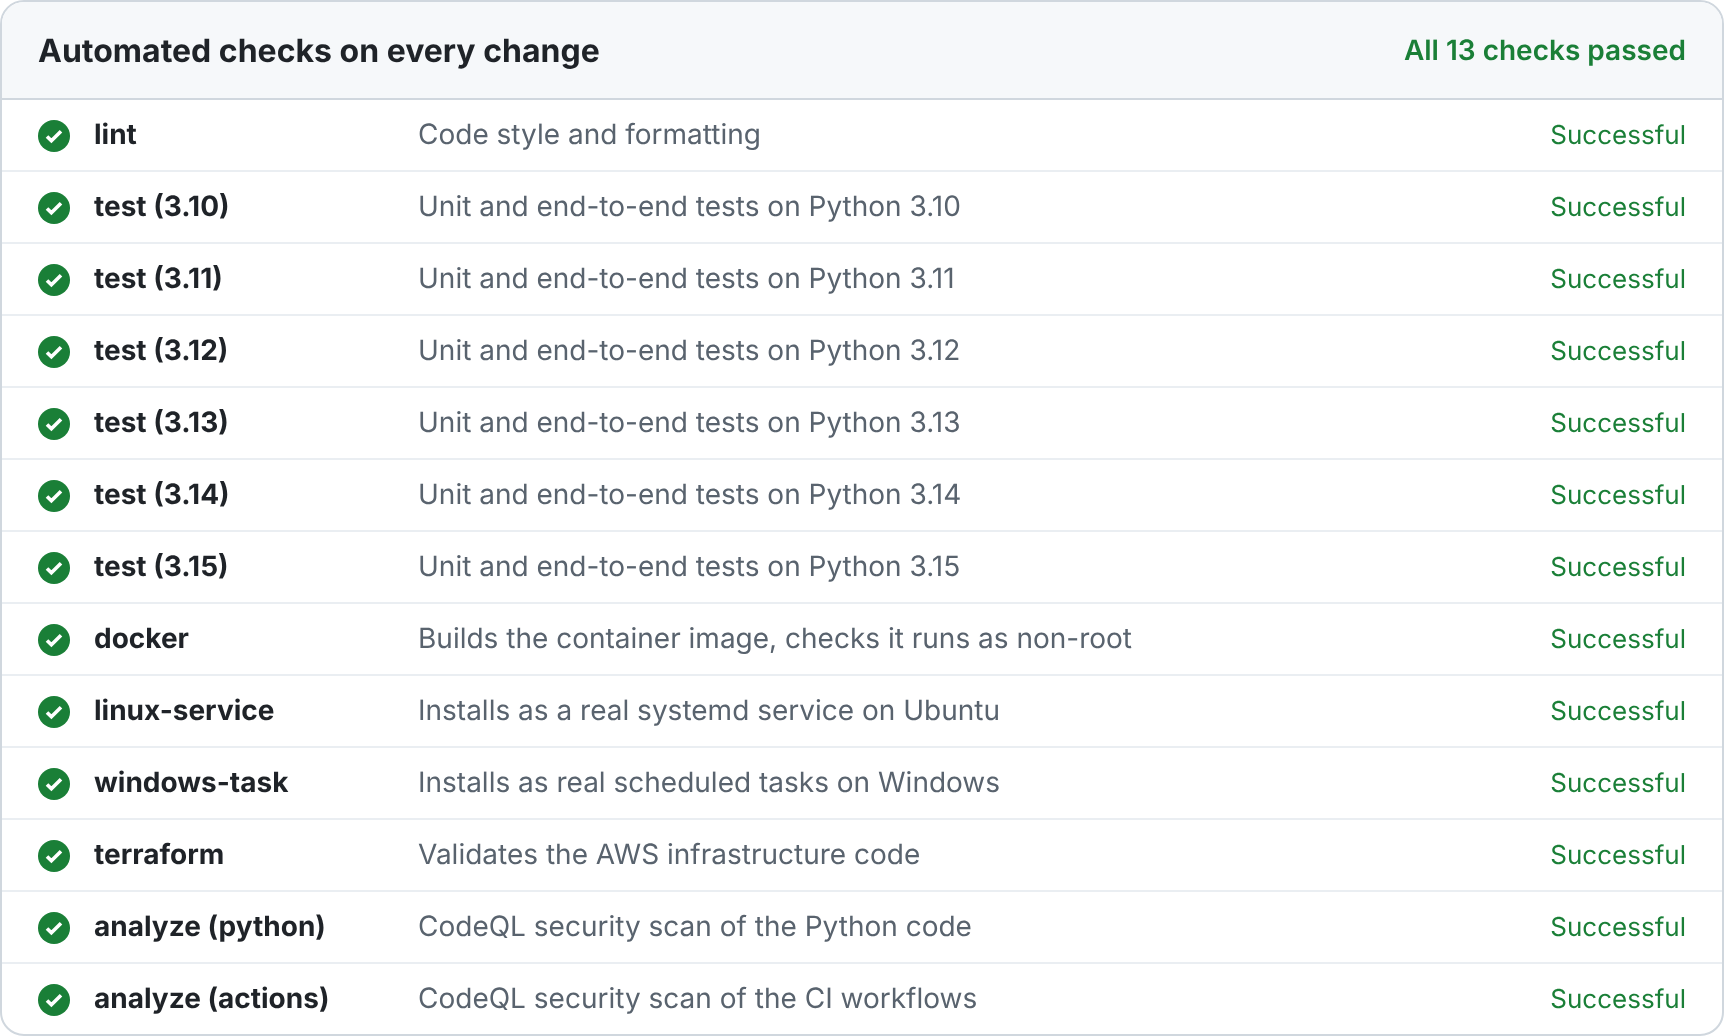 Automated checks on every change All 13 checks passed
lint Code style and formatting Successful
test (3.10) Unit and end-to-end tests on Python 3.10 Successful
test (3.11) Unit and end-to-end tests on Python 3.11 Successful
test (3.12) Unit and end-to-end tests on Python 3.12 Successful
test (3.13) Unit and end-to-end tests on Python 3.13 Successful
test (3.14) Unit and end-to-end tests on Python 3.14 Successful
test (3.15) Unit and end-to-end tests on Python 3.15 Successful
docker Builds the container image, checks it runs as non-root Successful
linux-service Installs as a real systemd service on Ubuntu Successful
windows-task Installs as real scheduled tasks on Windows Successful
terraform Validates the AWS infrastructure code Successful
analyze (python) CodeQL security scan of the Python code Successful
analyze (actions) CodeQL security scan of the CI workflows Successful